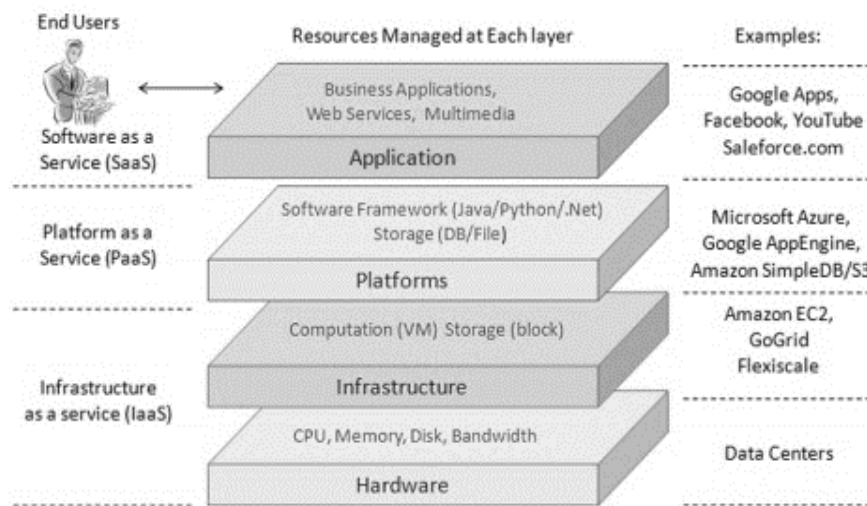 End Users
Resources Managed at Each layer
Examples:
Business Applications,
Web Services, Multimedia
Application
Software as a
Service (SaaS)
Google Apps,
Facebook, YouTube
Saleforce.com
Software Framework (Java/Python/.Net)
Storage (DB/File)
Platforms
Platform as a
Service (PaaS)
Microsoft Azure,
Google AppEngine,
Amazon SimpleDB/S3
Computation (VM) Storage (block)
Infrastructure
Amazon EC2,
GoGrid
Flexiscale
Infrastructure
as a service (IaaS)
CPU, Memory, Disk, Bandwidth
Hardware
Data Centers